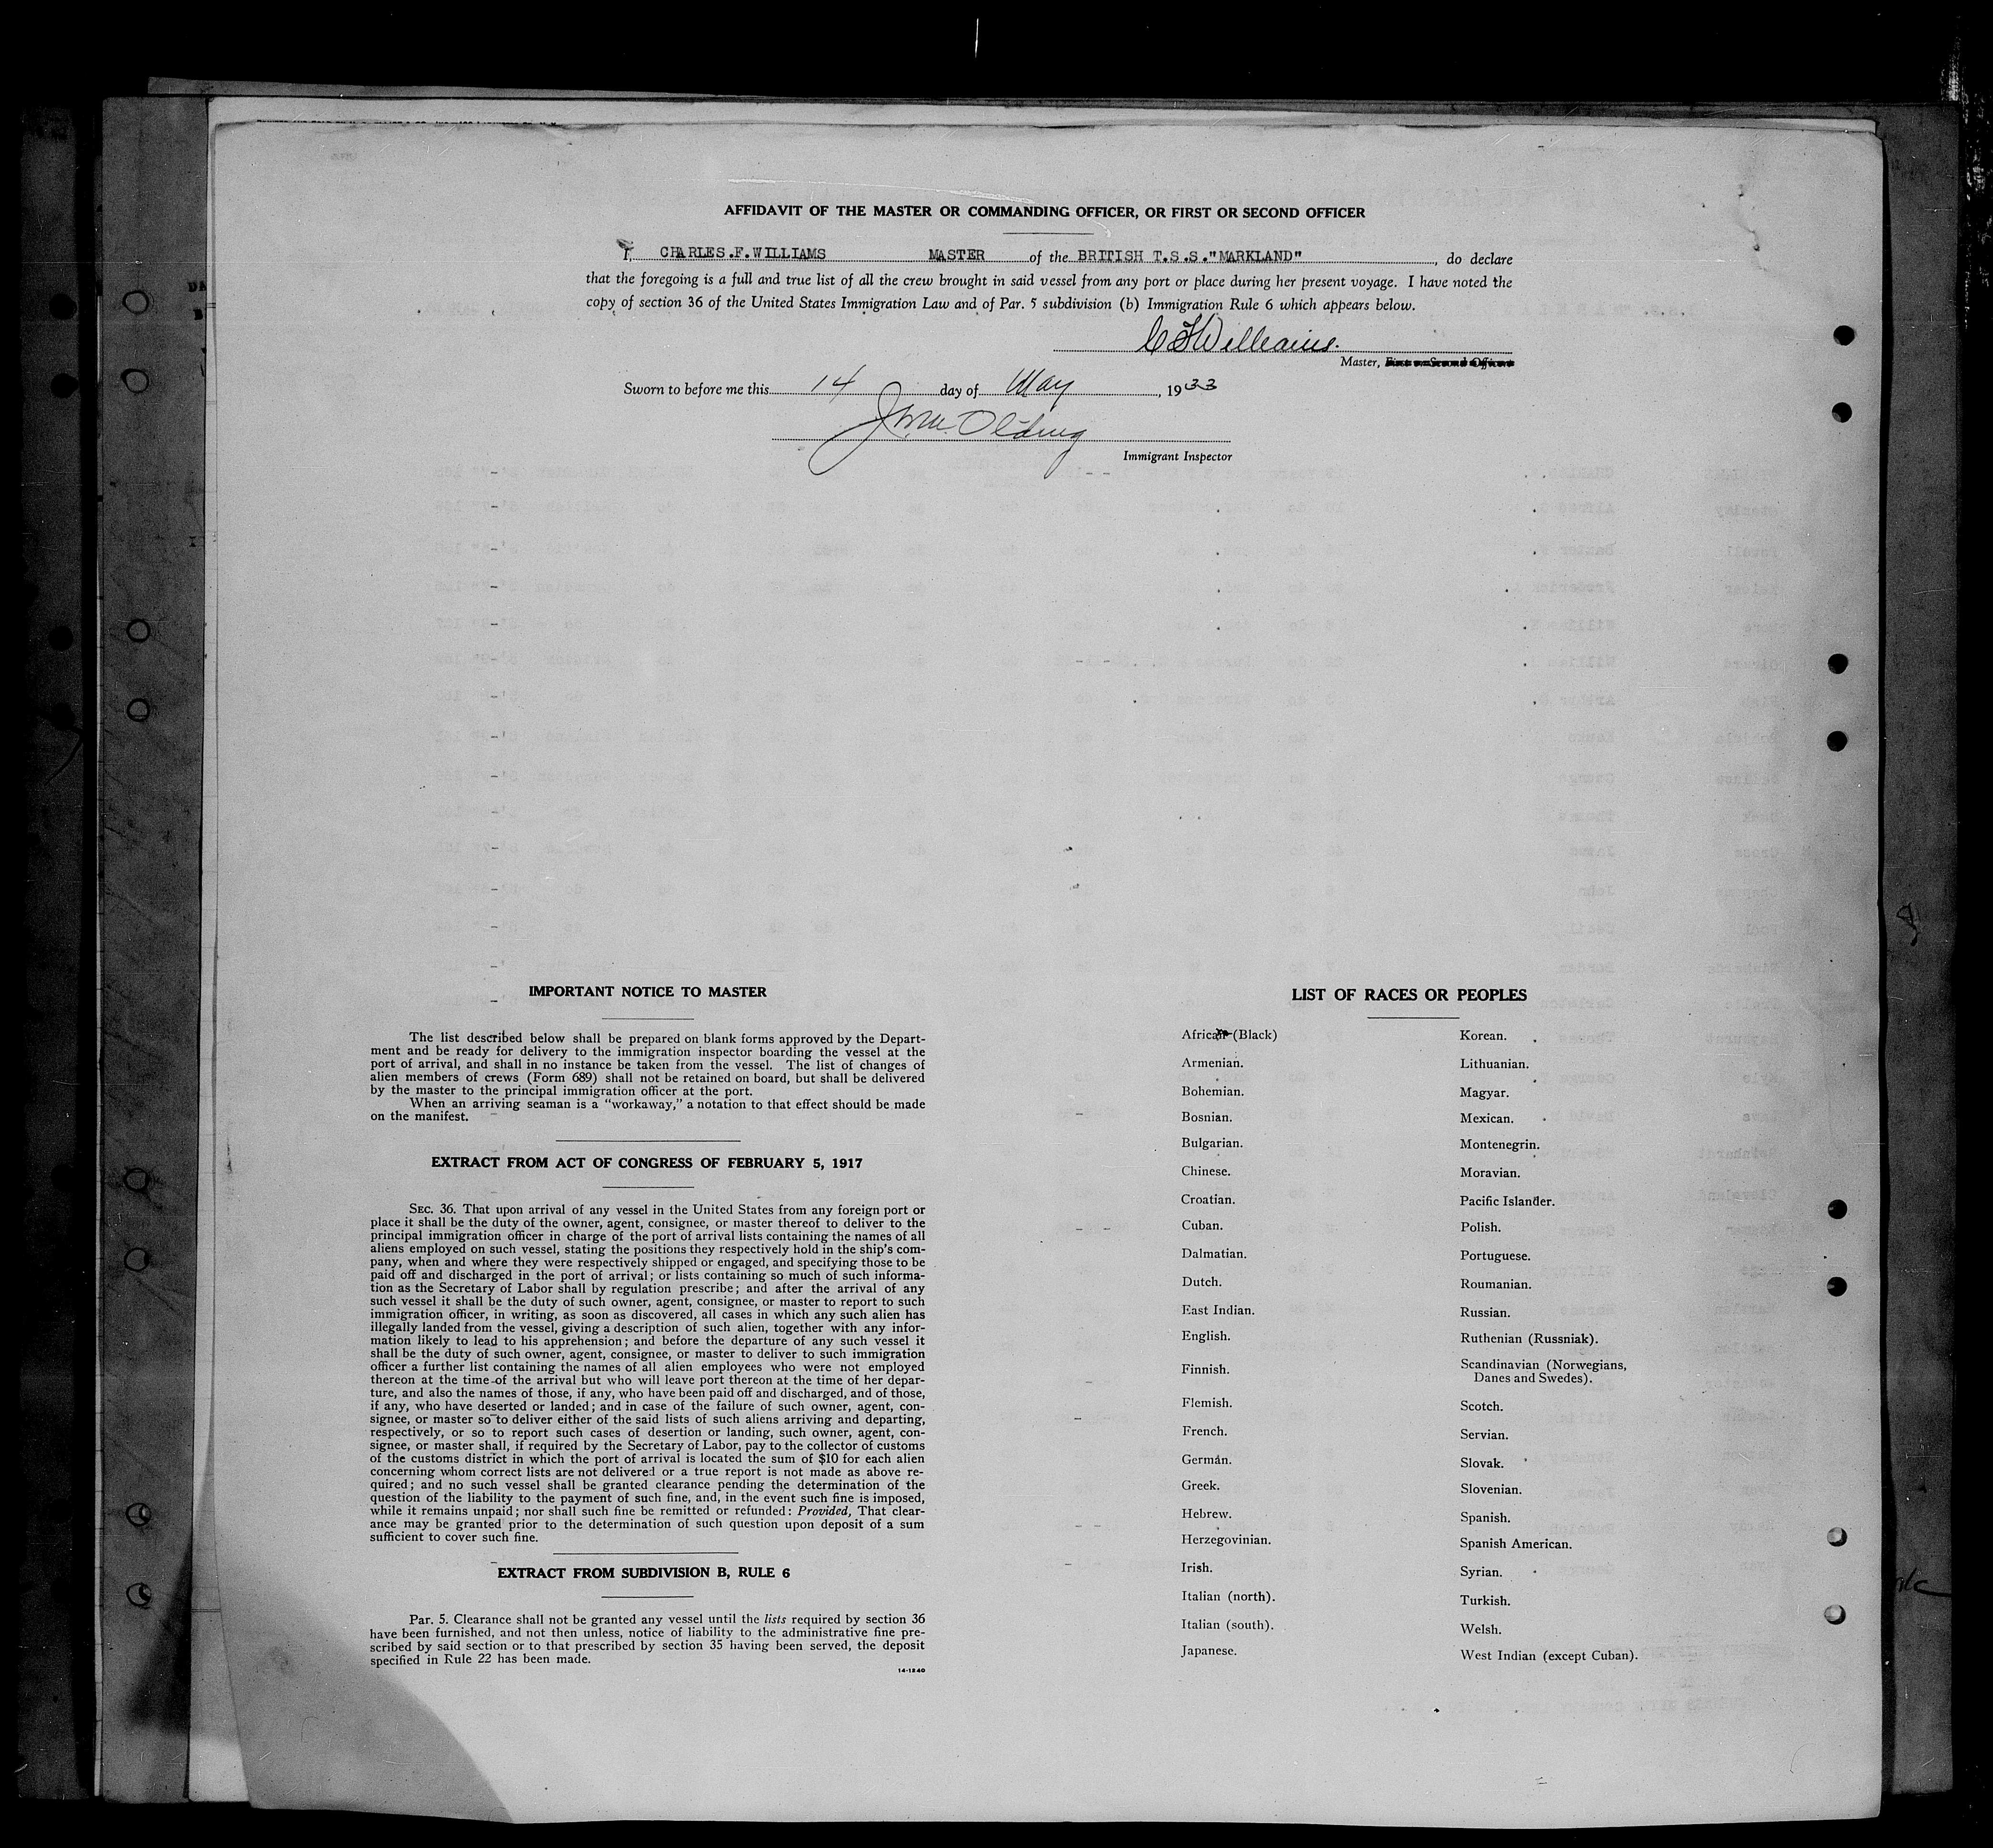 AFFIDAVIT OF THE MASTER OR COMMANDING OFFICER, OR FIRST OR SECOND OFFICER
I, CHARLES.F.WILLIAMS MASTER of the BRITISH T.S.S."MARKLAND", do declare
that the foregoing is a full and true list of all the crew brought in said vessel from any port or place during her present voyage. I have noted the
copy of section 36 of the United States Immigration Law and of Par. 5 subdivision (b) Immigration Rule 6 which appears below.
C F Williams.
Master, First or Second Officer
Sworn to before me this 14 day of May, 1933
Olding
Immigrant Inspector
IMPORTANT NOTICE TO MASTER
The list described below shall be prepared on blank forms approved by the Depart-
ment and be ready for delivery to the immigration inspector boarding the vessel at the
port of arrival, and shall in no instance be taken from the vessel. The list of changes of
alien members of crews (Form 689) shall not be retained on board, but shall be delivered
by the master to the principal immigration officer at the port.
When an arriving seaman is a "workaway," a notation to that effect should be made
on the manifest.
EXTRACT FROM ACT OF CONGRESS OF FEBRUARY 5, 1917
SEC. 36. That upon arrival of any vessel in the United States from any foreign port or
place it shall be the duty of the owner, agent, consignee, or master thereof to deliver to the
principal immigration officer in charge of the port of arrival lists containing the names of all
aliens employed on such vessel, stating the positions they respectively hold in the ship's com-
pany, when and where they were respectively shipped or engaged, and specifying those to be
paid off and discharged in the port of arrival; or lists containing so much of such informa-
tion as the Secretary of Labor shall by regulation prescribe; and after the arrival of any
such vessel it shall be the duty of such owner, agent, consignee, or master to report to such
immigration officer, in writing, as soon as discovered, all cases in which any such alien has
illegally landed from the vessel, giving a description of such alien, together with any infor-
mation likely to lead to his apprehension; and before the departure of any such vessel it
shall be the duty of such owner, agent, consignee, or master to deliver to such immigration
officer a further list containing the names of all alien employees who were not employed
thereon at the time of the arrival but who will leave port thereon at the time of her depar-
ture, and also the names of those, if any, who have been paid off and discharged, and of those,
if any, who have deserted or landed; and in case of the failure of such owner, agent, con-
signee, or master so to deliver either of the said lists of such aliens arriving and departing,
respectively, or so to report such cases of desertion or landing, such owner, agent, con-
signee, or master shall, if required by the Secretary of Labor, pay to the collector of customs
of the customs district in which the port of arrival is located the sum of $10 for each alien
concerning whom correct lists are not delivered or a true report is not made as above re-
quired; and no such vessel shall be granted clearance pending the determination of the
question of the liability to the payment of such fine, and, in the event such fine is imposed,
while it remains unpaid; nor shall such fine be remitted or refunded: Provided, That clear-
ance may be granted prior to the determination of such question upon deposit of a sum
sufficient to cover such fine.
EXTRACT FROM SUBDIVISION B, RULE 6
Par. 5. Clearance shall not be granted any vessel until the lists required by section 36
have been furnished, and not then unless, notice of liability to the administrative fine pre-
scribed by said section or to that prescribed by section 35 having been served, the deposit
specified in Rule 22 has been made.
14-1240
LIST OF RACES OR PEOPLES
African (Black)
Armenian.
Bohemian.
Bosnian.
Bulgarian.
Chinese.
Croatian.
Cuban.
Dalmatian.
Dutch.
East Indian.
English.
Finnish.
Flemish.
French.
German.
Greek.
Hebrew.
Herzegovinian.
Irish.
Italian (north).
Italian (south).
Japanese.
Korean.
Lithuanian.
Magyar.
Mexican.
Montenegrin.
Moravian.
Pacific Islander.
Polish.
Portuguese.
Roumanian.
Russian.
Ruthenian (Russniak).
Scandinavian (Norwegians,
Danes and Swedes).
Scotch.
Servian.
Slovak.
Slovenian.
Spanish.
Spanish American.
Syrian.
Turkish.
Welsh.
West Indian (except Cuban).